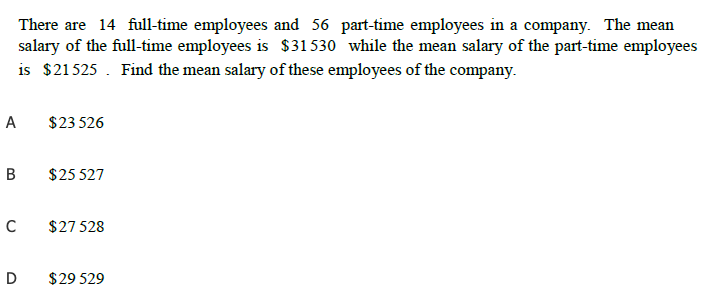 There are 14 full-time employees and 56 part-time employees in a company. The mean
salary of the full-time employees is $31 530 while the mean salary of the part-time employees
is $21 525 . Find the mean salary of these employees of the company.
A $23 526
B $25 527
C $27 528
D $29 529